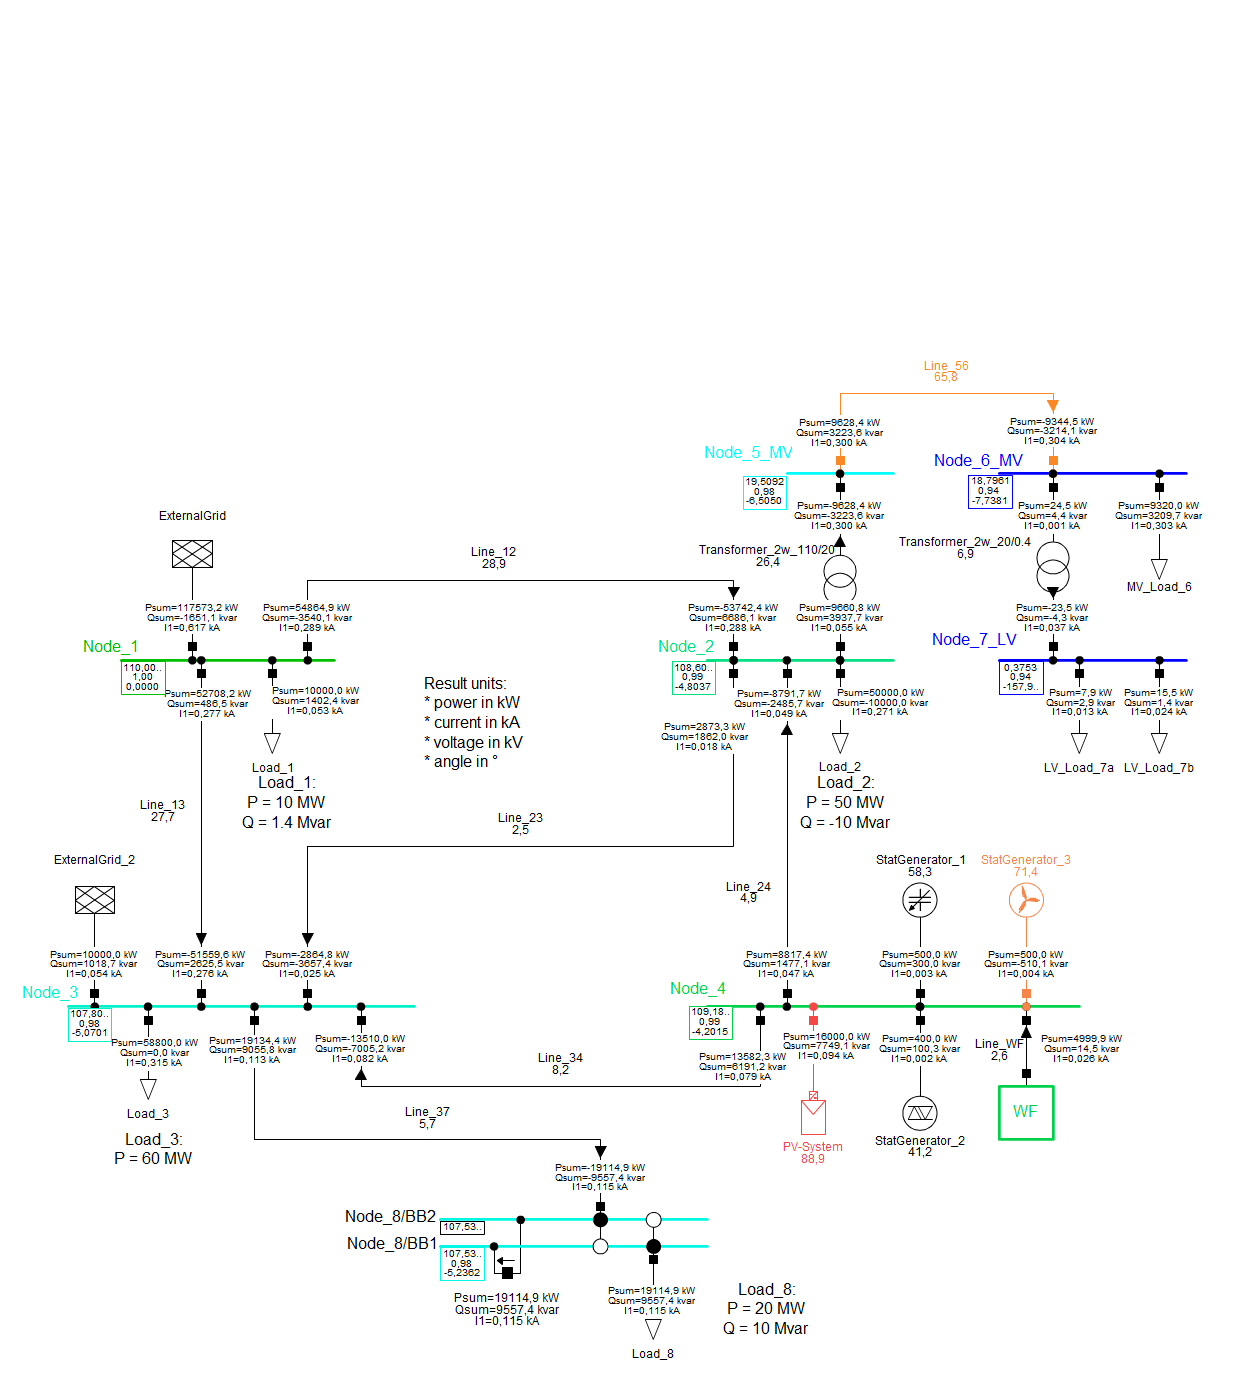 Line_56
65,8
Psum=9628,4 kW
Qsum=3223,6 kvar
I1=0,300 kA
Psum=-9344,5 kW
Qsum=-3214,1 kvar
I1=0,304 kA
Node_5_MV
Node_6_MV
19,5092
0,98
-6,5050
Psum=-9628,4 kW
Qsum=-3223,6 kvar
I1=0,300 kA
18,7961
0,94
-7,7381
Psum=24,5 kW
Qsum=4,4 kvar
I1=0,001 kA
Psum=9320,0 kW
Qsum=3209,7 kvar
I1=0,303 kA
ExternalGrid
Line_12
28,9
Transformer_2w_110/20
26,4
Transformer_2w_20/0.4
6,9
MV_Load_6
Psum=117573,2 kW
Qsum=-1651,1 kvar
I1=0,617 kA
Psum=54864,9 kW
Qsum=-3540,1 kvar
I1=0,289 kA
Psum=-53742,4 kW
Qsum=6686,1 kvar
I1=0,288 kA
Psum=9660,8 kW
Qsum=3937,7 kvar
I1=0,055 kA
Psum=-23,5 kW
Qsum=-4,3 kvar
I1=0,037 kA
Node_1
Node_2
Node_7_LV
110,00..
1,00
0,0000
Psum=52708,2 kW
Qsum=486,5 kvar
I1=0,277 kA
Psum=10000,0 kW
Qsum=1402,4 kvar
I1=0,053 kA
Result units:
* power in kW
* current in kA
* voltage in kV
* angle in °
108,60..
0,99
-4,8037
Psum=2873,3 kW
Qsum=1862,0 kvar
I1=0,018 kA
Psum=-8791,7 kW
Qsum=-2485,7 kvar
I1=0,049 kA
Psum=50000,0 kW
Qsum=-10000,0 kvar
I1=0,271 kA
0,3753
0,94
-157,9..
Psum=7,9 kW
Qsum=2,9 kvar
I1=0,013 kA
Psum=15,5 kW
Qsum=1,4 kvar
I1=0,024 kA
Load_1
Load_1:
P = 10 MW
Q = 1.4 Mvar
Load_2
Load_2:
P = 50 MW
Q = -10 Mvar
LV_Load_7a
LV_Load_7b
Line_13
27,7
Line_23
2,5
ExternalGrid_2
StatGenerator_1
58,3
StatGenerator_3
71,4
Line_24
4,9
Psum=10000,0 kW
Qsum=1018,7 kvar
I1=0,054 kA
Psum=-51559,6 kW
Qsum=2625,5 kvar
I1=0,276 kA
Psum=-2864,8 kW
Qsum=-3657,4 kvar
I1=0,025 kA
Psum=8817,4 kW
Qsum=1477,1 kvar
I1=0,047 kA
Psum=500,0 kW
Qsum=300,0 kvar
I1=0,003 kA
Psum=500,0 kW
Qsum=-510,1 kvar
I1=0,004 kA
Node_3
Node_4
107,80..
0,98
-5,0701
Psum=58800,0 kW
Qsum=0,0 kvar
I1=0,315 kA
Psum=19134,4 kW
Qsum=9055,8 kvar
I1=0,113 kA
Psum=-13510,0 kW
Qsum=-7005,2 kvar
I1=0,082 kA
109,18..
0,99
-4,2015
Psum=13582,3 kW
Qsum=6191,2 kvar
I1=0,079 kA
Psum=16000,0 kW
Qsum=7749,1 kvar
I1=0,094 kA
Psum=400,0 kW
Qsum=100,3 kvar
I1=0,002 kA
Line_WF
2,6
Psum=4999,9 kW
Qsum=14,5 kvar
I1=0,026 kA
Line_34
8,2
Load_3
Load_3:
P = 60 MW
Line_37
5,7
WF
PV-System
88,9
StatGenerator_2
41,2
Psum=-19114,9 kW
Qsum=-9557,4 kvar
I1=0,115 kA
Node_8/BB2
107,53..
Node_8/BB1
107,53..
0,98
-5,2362
Psum=19114,9 kW
Qsum=9557,4 kvar
I1=0,115 kA
Psum=19114,9 kW
Qsum=9557,4 kvar
I1=0,115 kA
Load_8
Load_8:
P = 20 MW
Q = 10 Mvar